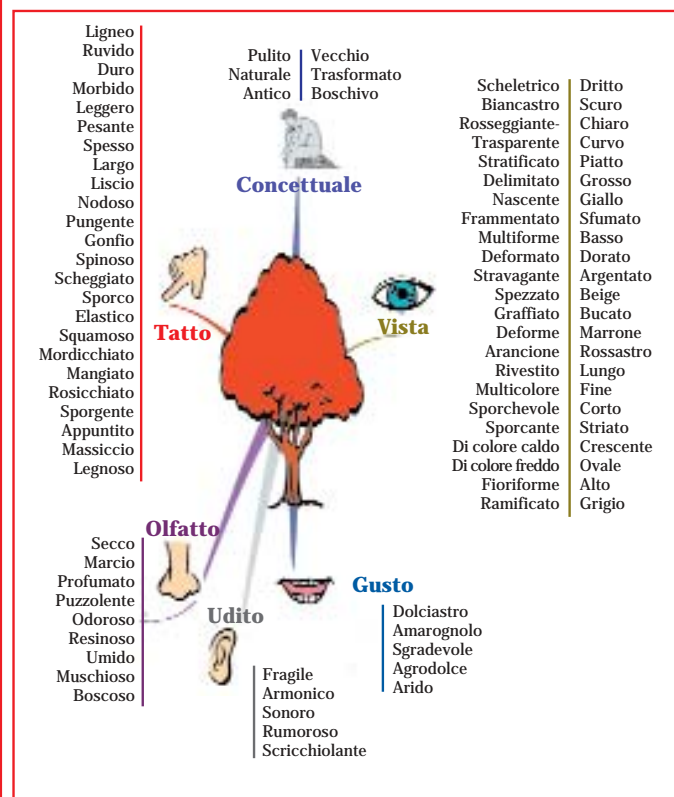 Ligneo
Ruvido
Duro
Morbido
Leggero
Pesante
Spesso
Largo
Liscio
Nodoso
Pungente
Gonfio
Spinoso
Scheggiato
Sporco
Elastico
Squamoso
Mordicchiato
Mangiato
Rosicchiato
Sporgente
Appuntito
Massiccio
Legnoso
Tatto
Pulito Vecchio
Naturale Trasformato
Antico Boschivo
Concettuale
Scheletrico Dritto
Biancastro Scuro
Rosseggiante- Chiaro
Trasparente Curvo
Stratificato Piatto
Delimitato Grosso
Nascente Giallo
Frammentato Sfumato
Multiforme Basso
Deformato Dorato
Stravagante Argentato
Spezzato Beige
Graffiato Bucato
Deforme Marrone
Arancione Rossastro
Rivestito Lungo
Multicolore Fine
Sporchevole Corto
Sporcante Striato
Di colore caldo Crescente
Di colore freddo Ovale
Fioriforme Alto
Ramificato Grigio
Vista
Olfatto
Secco
Marcio
Profumato
Puzzolente
Odoroso
Resinoso
Umido
Muschioso
Boscoso
Udito
Fragile
Armonico
Sonoro
Rumoroso
Scricchiolante
Gusto
Dolciastro
Amarognolo
Sgradevole
Agrodolce
Arido